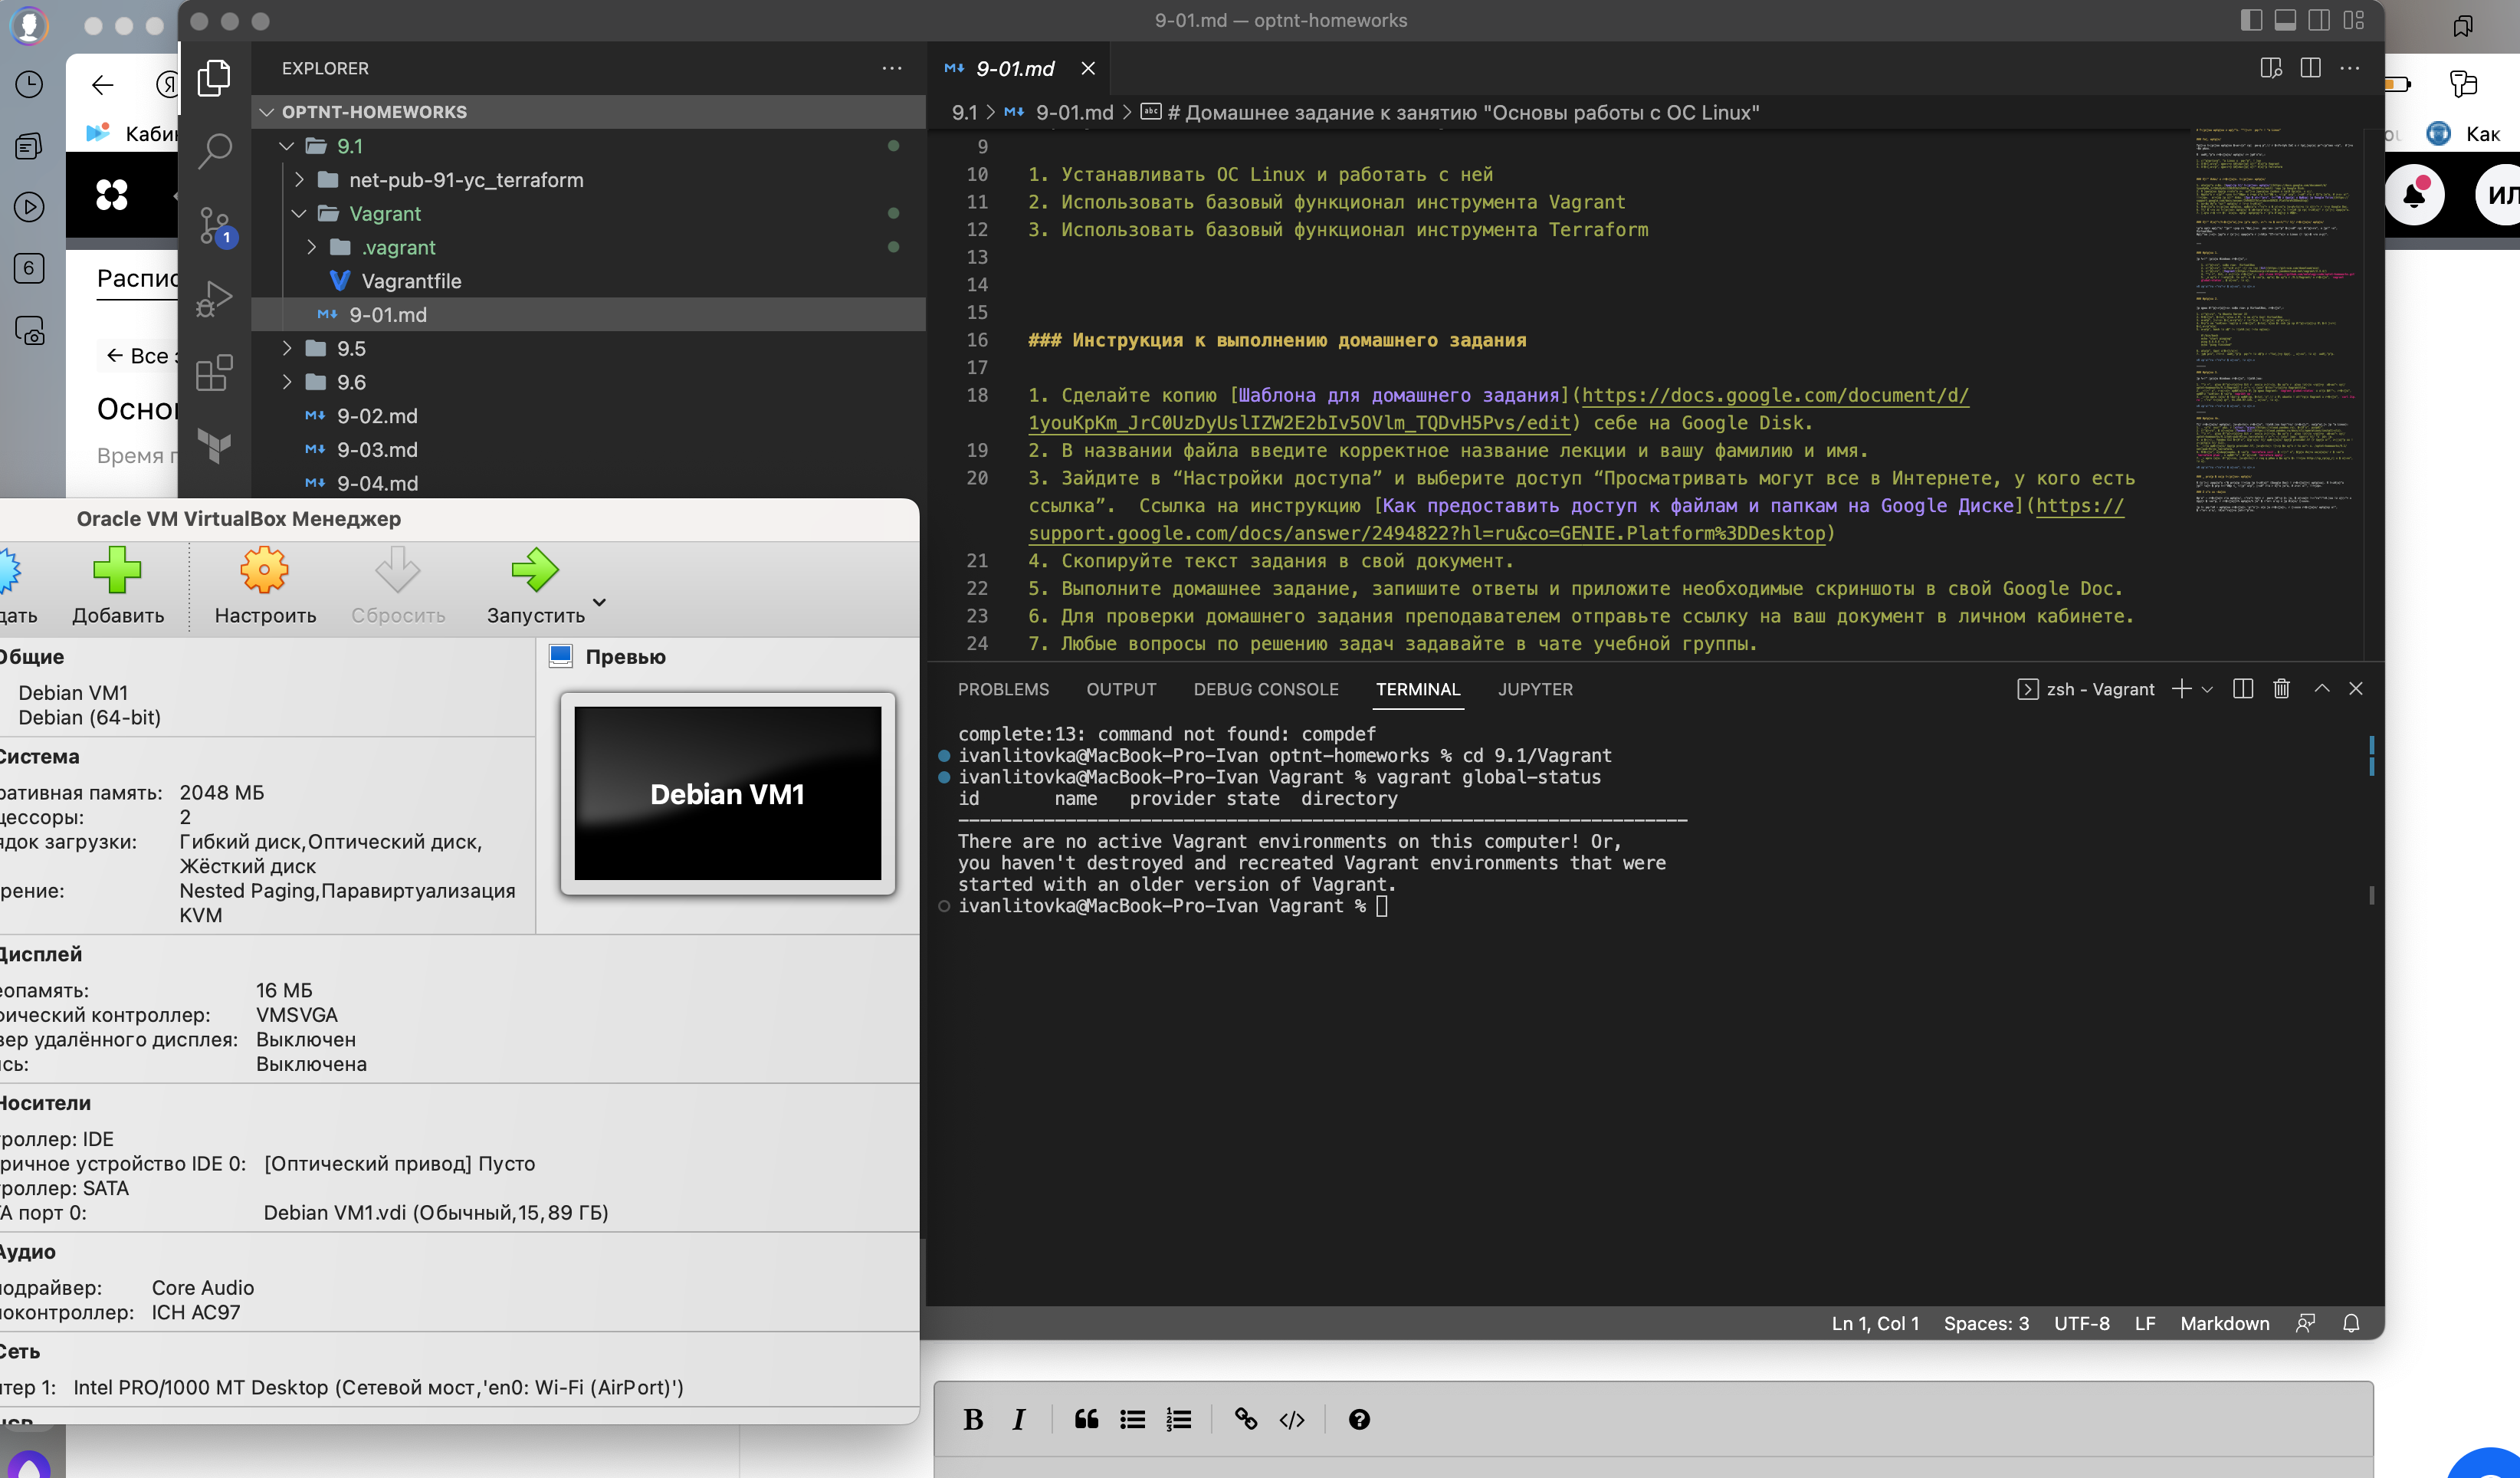 9-01.md — optnt-homeworks
EXPLORER
OPTNT-HOMEWORKS
9.1
net-pub-91-yc_terraform
Vagrant
.vagrant
Vagrantfile
9-01.md
9.5
9.6
9-02.md
9-03.md
9-04.md
1
6
Я
Каби
Распис
← Все
Осно
Время
Как
ИЛ
9-01.md
9.1 > 9-01.md > # Домашнее задание к занятию "Основы работы с ОС Linux"
9
10 1. Устанавливать ОС Linux и работать с ней
11 2. Использовать базовый функционал инструмента Vagrant
12 3. Использовать базовый функционал инструмента Terraform
13
14
15
16 ### Инструкция к выполнению домашнего задания
17
18 1. Сделайте копию [Шаблона для домашнего задания](https://docs.google.com/document/d/
1youKpKm_JrC0UzDyUslIZW2E2bIv5OVlm_TQDvH5Pvs/edit) себе на Google Disk.
19 2. В названии файла введите корректное название лекции и вашу фамилию и имя.
20 3. Зайдите в “Настройки доступа” и выберите доступ “Просматривать могут все в Интернете, у кого есть
ссылка”.  Ссылка на инструкцию [Как предоставить доступ к файлам и папкам на Google Диске](https://
support.google.com/docs/answer/2494822?hl=ru&co=GENIE.Platform%3DDesktop)
21 4. Скопируйте текст задания в свой документ.
22 5. Выполните домашнее задание, запишите ответы и приложите необходимые скриншоты в свой Google Doc.
23 6. Для проверки домашнего задания преподавателем отправьте ссылку на ваш документ в личном кабинете.
24 7. Любые вопросы по решению задач задавайте в чате учебной группы.
PROBLEMS OUTPUT DEBUG CONSOLE TERMINAL JUPYTER
zsh - Vagrant
complete:13: command not found: compdef
ivanlitovka@MacBook-Pro-Ivan optnt-homeworks % cd 9.1/Vagrant
ivanlitovka@MacBook-Pro-Ivan Vagrant % vagrant global-status
id name provider state directory
--------------------------------------------------------------------
There are no active Vagrant environments on this computer! Or,
you haven't destroyed and recreated Vagrant environments that were
started with an older version of Vagrant.
ivanlitovka@MacBook-Pro-Ivan Vagrant %
Ln 1, Col 1 Spaces: 3 UTF-8 LF Markdown
Oracle VM VirtualBox Менеджер
дать Добавить Настроить Сбросить Запустить
Общие
Debian VM1
Debian (64-bit)
Превью
Debian VM1
Система
ративная память: 2048 МБ
цессоры: 2
ядок загрузки: Гибкий диск,Оптический диск,
Жёсткий диск
рение: Nested Paging,Паравиртуализация
KVM
Дисплей
еопамять: 16 МБ
фический контроллер: VMSVGA
вер удалённого дисплея: Выключен
ись: Выключена
Носители
роллер: IDE
ричное устройство IDE 0: [Оптический привод] Пусто
роллер: SATA
А порт 0: Debian VM1.vdi (Обычный,15,89 ГБ)
Аудио
иодрайвер: Core Audio
иоконтроллер: ICH AC97
Сеть
птер 1: Intel PRO/1000 MT Desktop (Сетевой мост,'en0: Wi-Fi (AirPort)')
B I